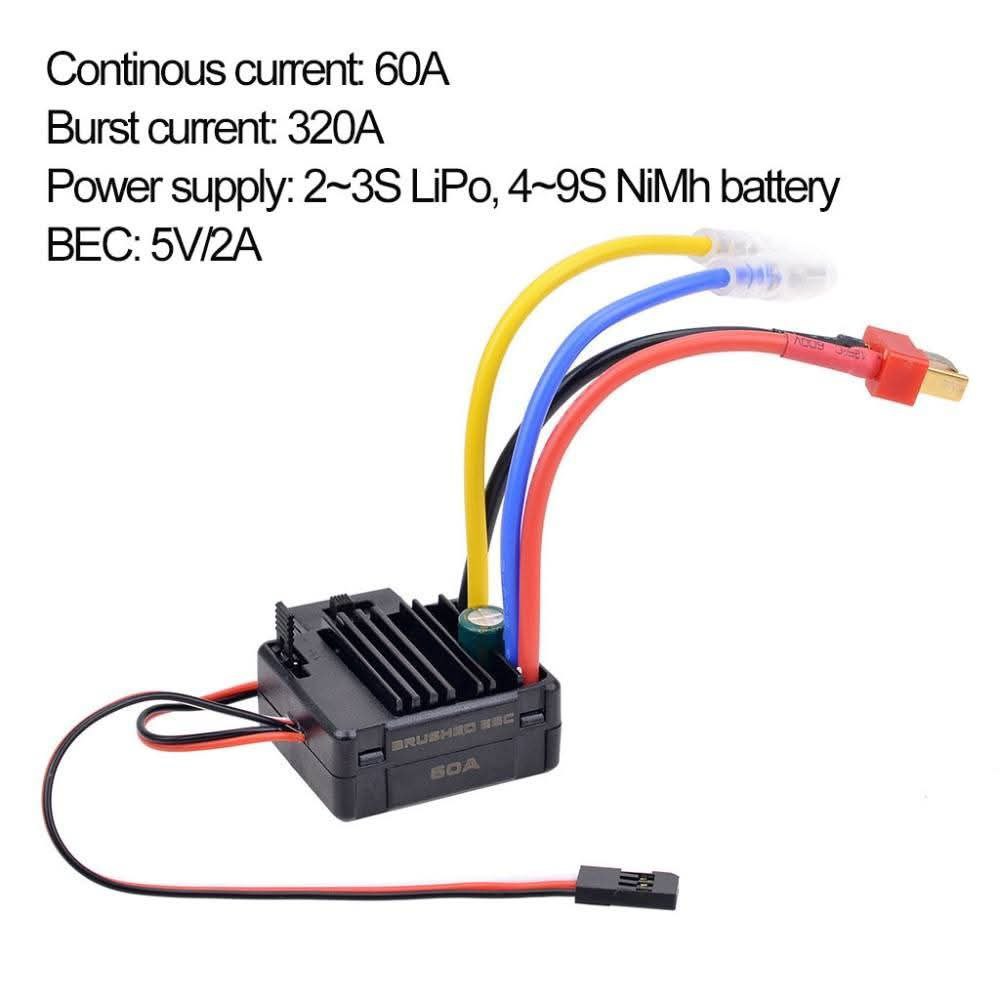 Continous current: 60A
Burst current: 320A
Power supply: 2~3S LiPo, 4~9S NiMh battery
BEC: 5V/2A
BRUSHED ESC
60A